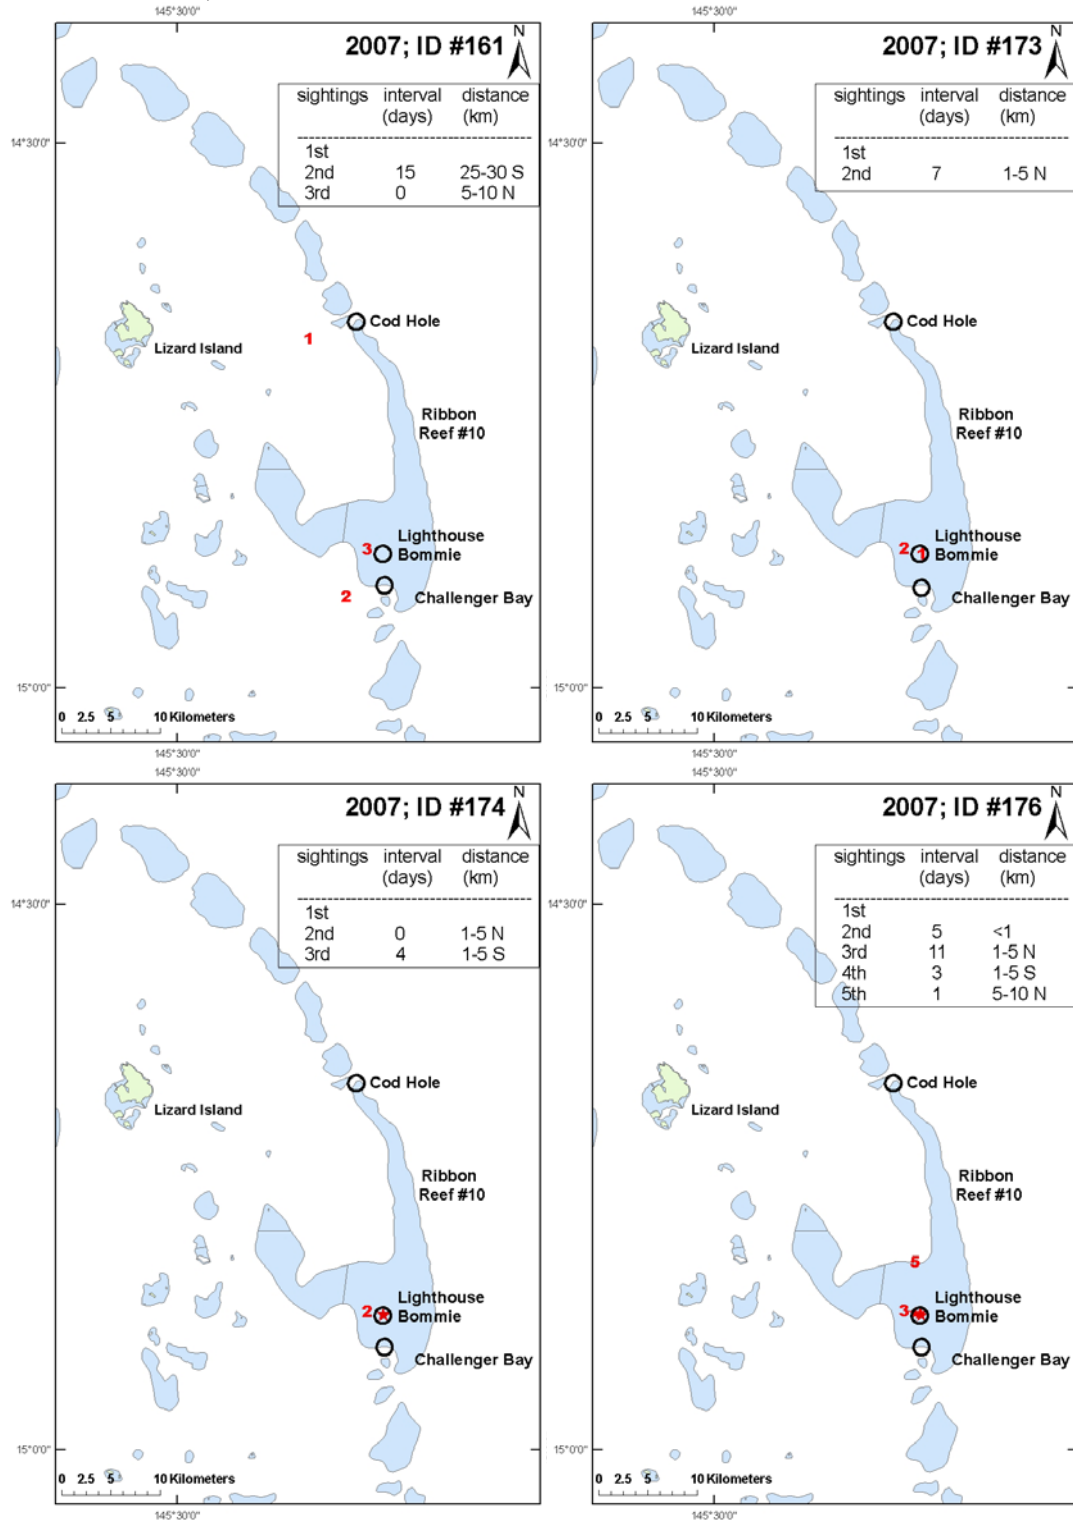 145°30'0"
2007; ID #161
N
sightings interval distance
(days) (km)
1st
2nd 15 25-30 S
3rd 0 5-10 N
14°30'0"
Cod Hole
1
Lizard Island
Ribbon
Reef #10
Lighthouse
3
Bommie
2
Challenger Bay
15°0'0"
0 2.5 5 10 Kilometers
145°30'0"
145°30'0"
2007; ID #173
N
sightings interval distance
(days) (km)
1st
2nd 7 1-5 N
14°30'0"
Cod Hole
Lizard Island
Ribbon
Reef #10
Lighthouse
2 1 Bommie
Challenger Bay
15°0'0"
0 2.5 5 10 Kilometers
145°30'0"
145°30'0"
2007; ID #174
N
sightings interval distance
(days) (km)
1st
2nd 0 1-5 N
3rd 4 1-5 S
14°30'0"
Cod Hole
Lizard Island
Ribbon
Reef #10
Lighthouse
2 Bommie
Challenger Bay
15°0'0"
0 2.5 5 10 Kilometers
145°30'0"
145°30'0"
2007; ID #176
N
sightings interval distance
(days) (km)
1st
2nd 5 <1
3rd 11 1-5 N
4th 3 1-5 S
5th 1 5-10 N
14°30'0"
Cod Hole
Lizard Island
Ribbon
Reef #10
5
Lighthouse
3 Bommie
Challenger Bay
15°0'0"
0 2.5 5 10 Kilometers
145°30'0"